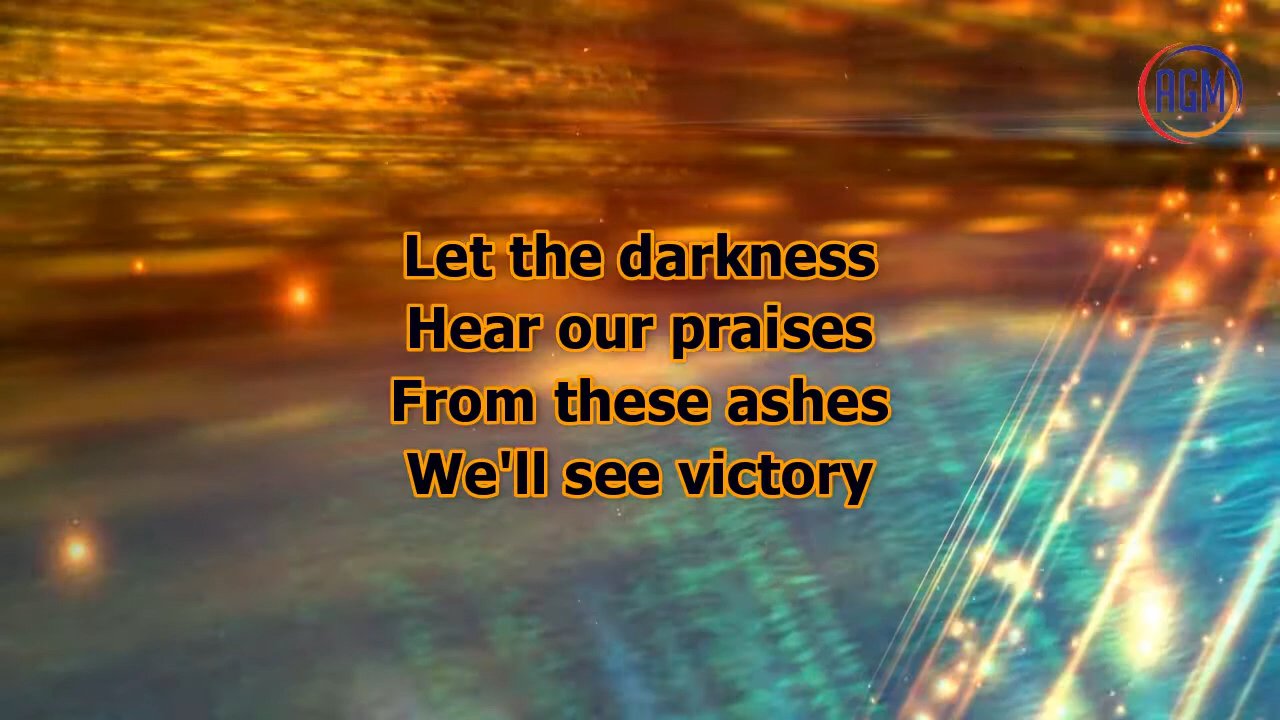 AGM
Let the darkness
Hear our praises
From these ashes
We'll see victory